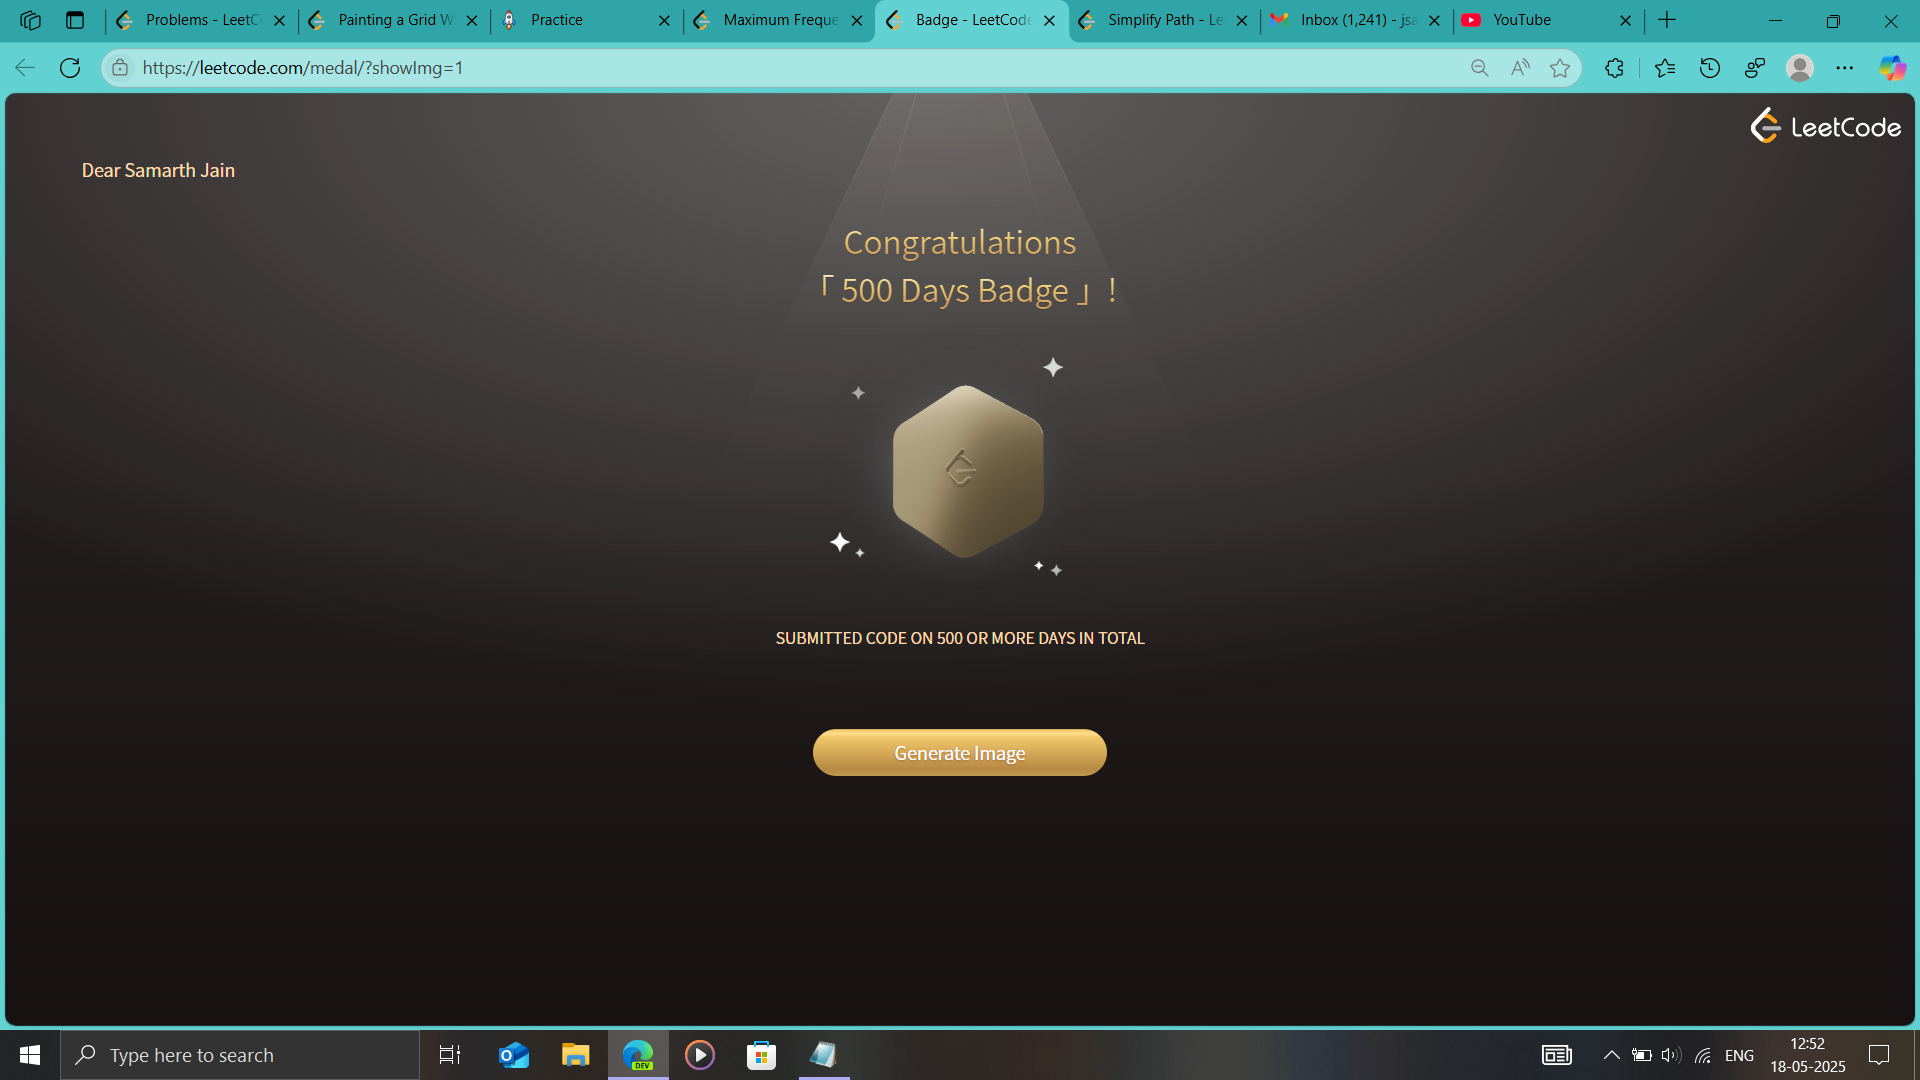 Problems - LeetC
Painting a Grid W
Practice
Maximum Freque
Badge - LeetCode
Simplify Path - Le
Inbox (1,241) - jsa
YouTube
https://leetcode.com/medal/?showImg=1
LeetCode
Dear Samarth Jain
Congratulations
「 500 Days Badge 」!
SUBMITTED CODE ON 500 OR MORE DAYS IN TOTAL
Generate Image
Type here to search
DEV
ENG
12:52
18-05-2025